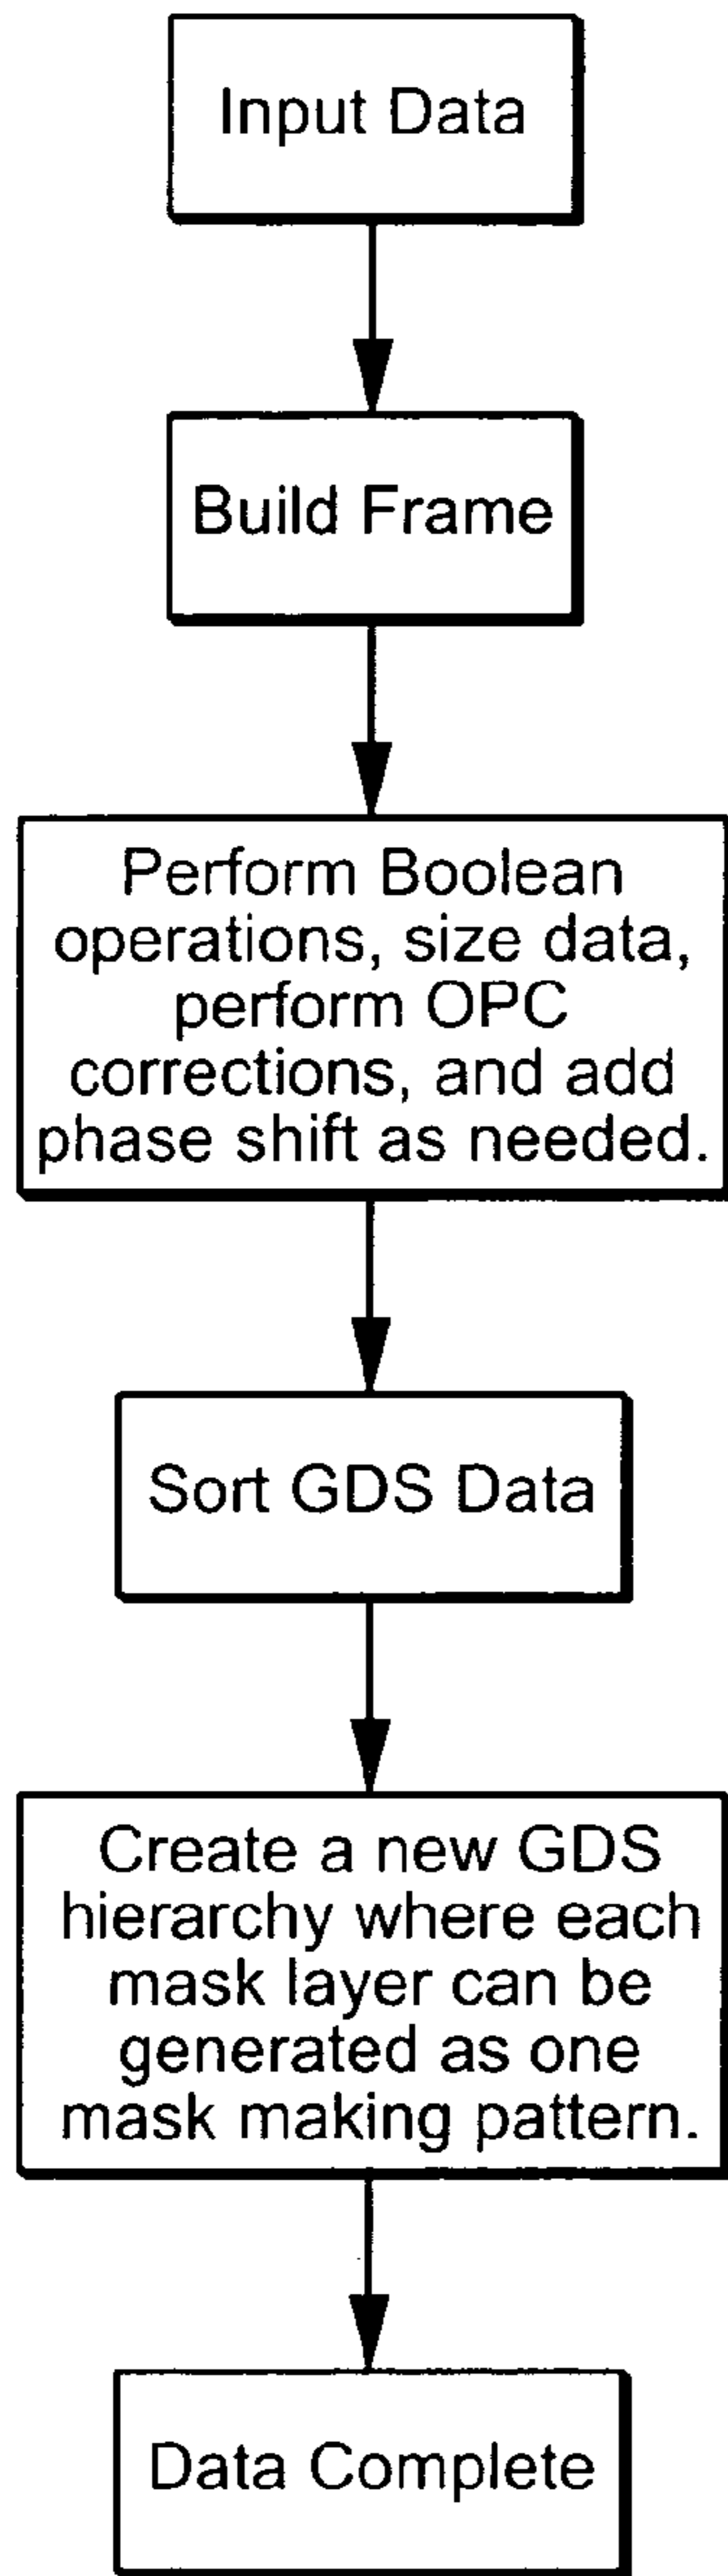 Input Data
Build Frame
Perform Boolean
operations, size data,
perform OPC
corrections, and add
phase shift as needed.
Sort GDS Data
Create a new GDS
hierarchy where each
mask layer can be
generated as one
mask making pattern.
Data Complete